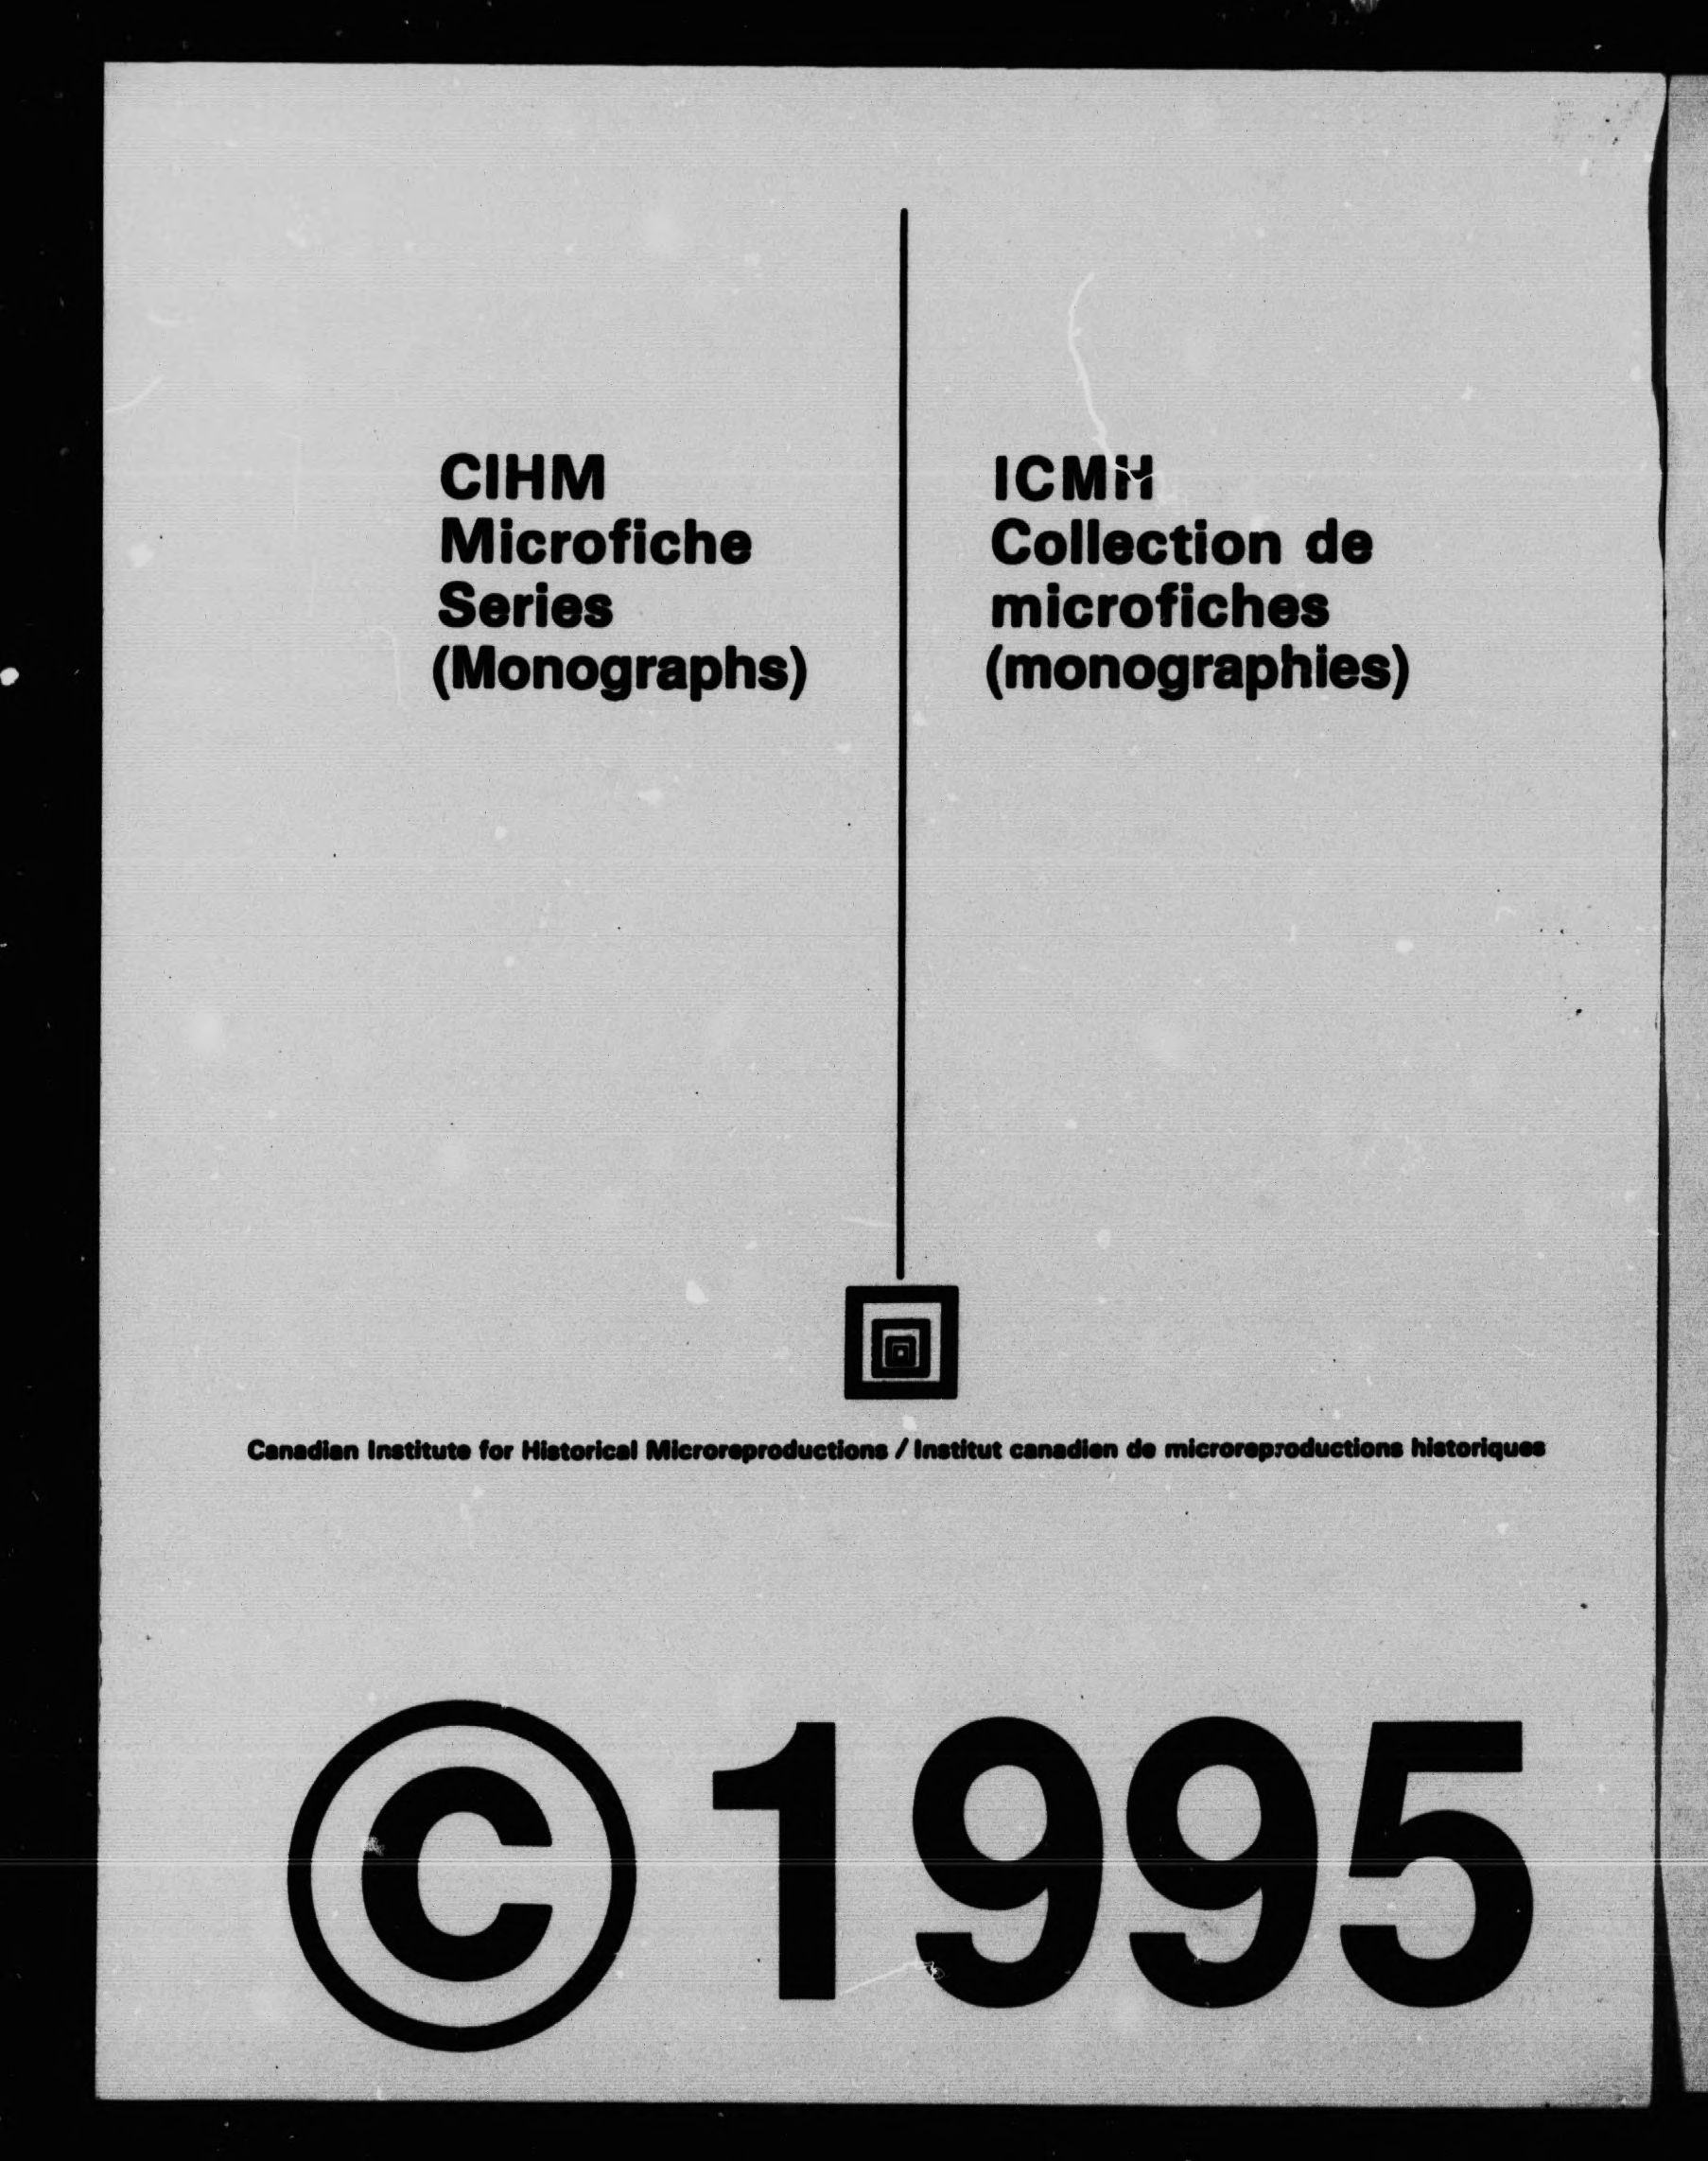 CIHM
Microfiche
Series
(Monographs)
ICMH
Collection de
microfiches
(monographies)
Canadian Institute for Historical Microreproductions / Institut canadien de microreproductions historiques
© 1995